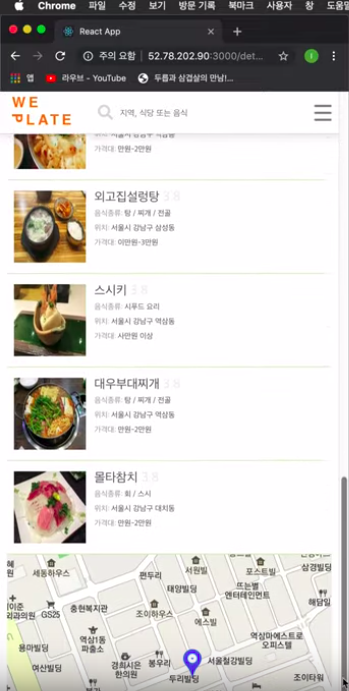 Chrome 파일 수정 보기 방문 기록 북마크 사용자 창 도움말
React App
주의 요함 52.78.202.90:3000/det...
앱 라우브 - YouTube 두릅과 삼겹살의 만남!...
WE
PLATE
지역, 식당 또는 음식
가격대: 만원-2만원
외고집설렁탕 3.8
음식종류: 탕 / 찌개 / 전골
위치: 서울시 강남구 삼성동
가격대: 이만원-3만원
스시키 3.8
음식종류: 시푸드 요리
위치: 서울시 강남구 역삼동
가격대: 사만원 이상
대우부대찌개 3.8
음식종류: 탕 / 찌개 / 전골
위치: 서울시 강남구 역삼동
가격대: 만원-2만원
몰타참치 3.8
음식종류: 회 / 스시
위치: 서울시 강남구 대치동
가격대: 만원-2만원
세동하우스
서원빌
포스트빌
삼경빌딩
펀두리
태양빌딩
뜨는별
엔터테인먼트
해담일
GS25
충현복지관
조이하우스
에스빌
역삼1동
파출소
역삼마에스트로
오피스텔
용마빌딩
여산빌딩
경희시은
한의원
봉우리
두리빌딩
서울철강빌딩
조이타워